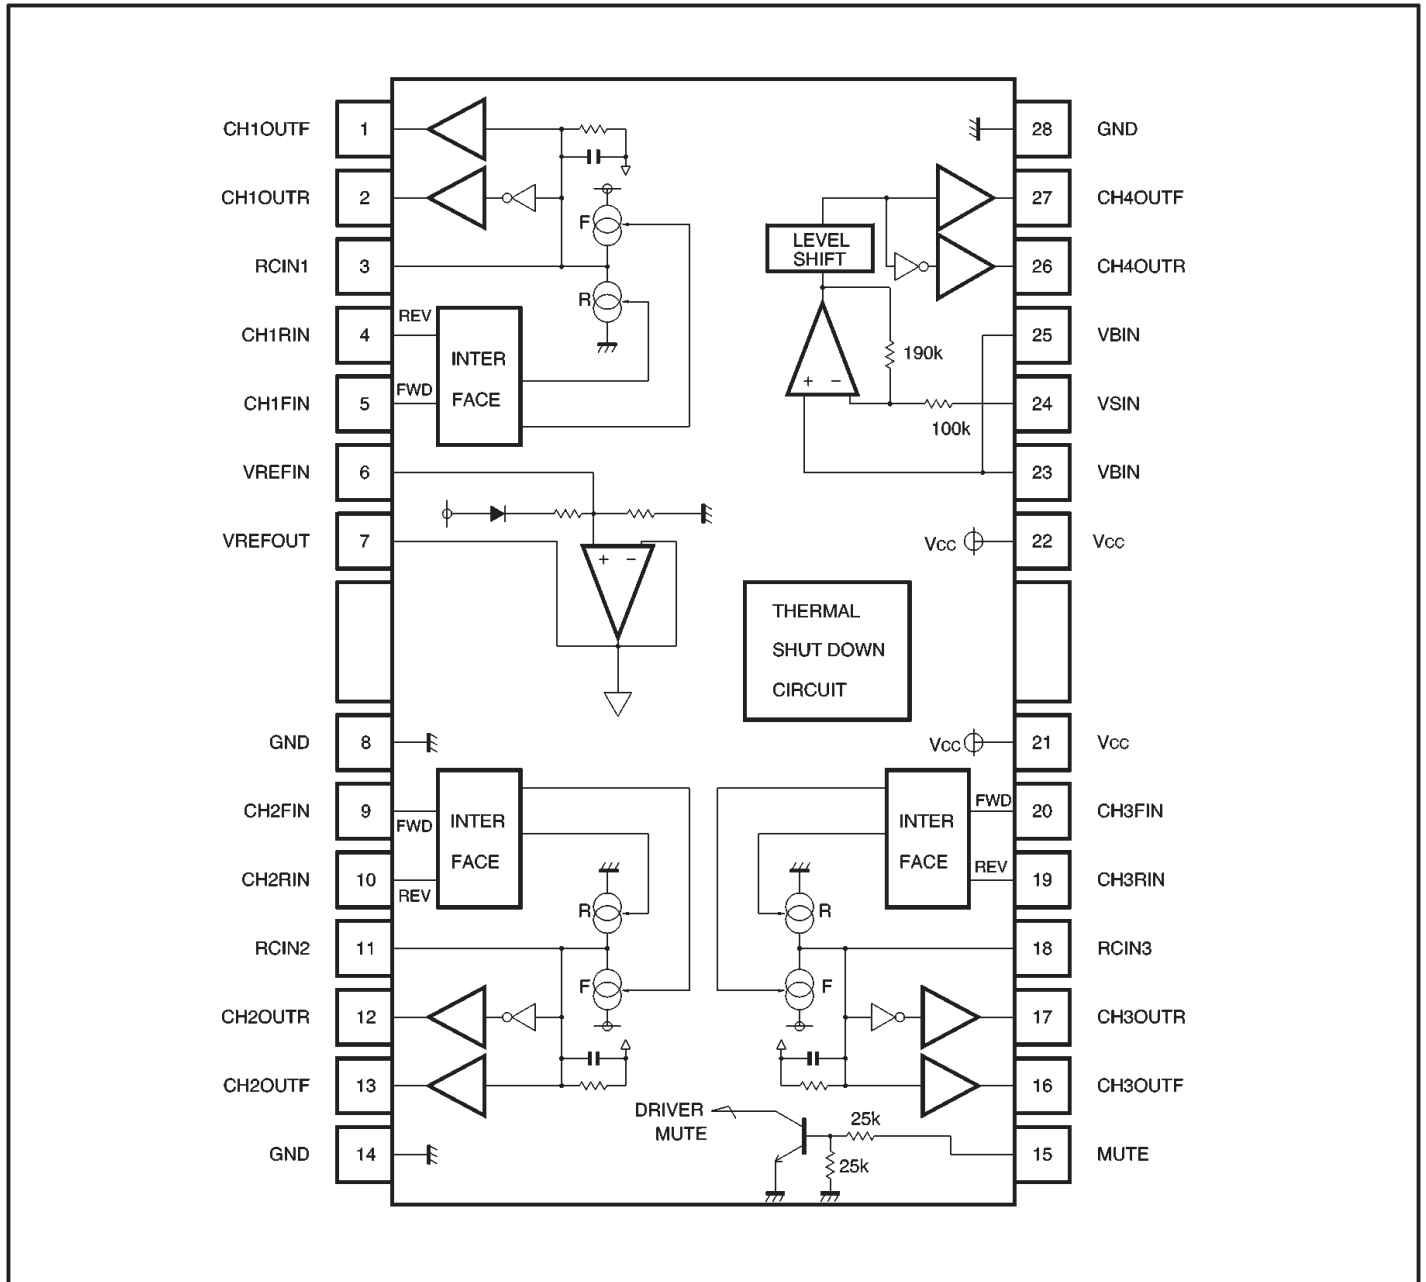 CH1OUTF 1
CH1OUTR 2
RCIN1 3
CH1RIN 4
CH1FIN 5
VREFIN 6
VREFOUT 7
GND 8
CH2FIN 9
CH2RIN 10
RCIN2 11
CH2OUTR 12
CH2OUTF 13
GND 14
F
R
REV
FWD
INTER
FACE
+ −
FWD
REV
INTER
FACE
R
F
LEVEL
SHIFT
190k
+ −
100k
Vcc
THERMAL
SHUT DOWN
CIRCUIT
Vcc
FWD
REV
INTER
FACE
R
F
DRIVER
MUTE
25k
25k
28 GND
27 CH4OUTF
26 CH4OUTR
25 VBIN
24 VSIN
23 VBIN
22 Vcc
21 Vcc
20 CH3FIN
19 CH3RIN
18 RCIN3
17 CH3OUTR
16 CH3OUTF
15 MUTE